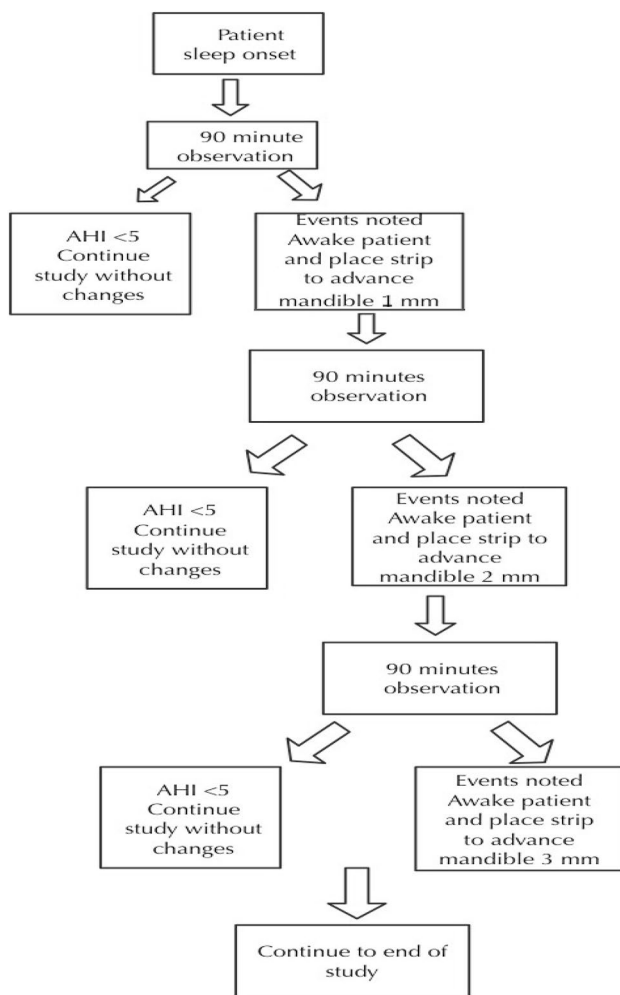 Patient
sleep onset
90 minute
observation
AHI <5
Continue
study without
changes
Events noted
Awake patient
and place strip
to advance
mandible 1 mm
90 minutes
observation
AHI <5
Continue
study without
changes
Events noted
Awake patient
and place strip to
advance
mandible 2 mm
90 minutes
observation
AHI <5
Continue
study without
changes
Events noted
Awake patient
and place strip
to advance
mandible 3 mm
Continue to end of
study